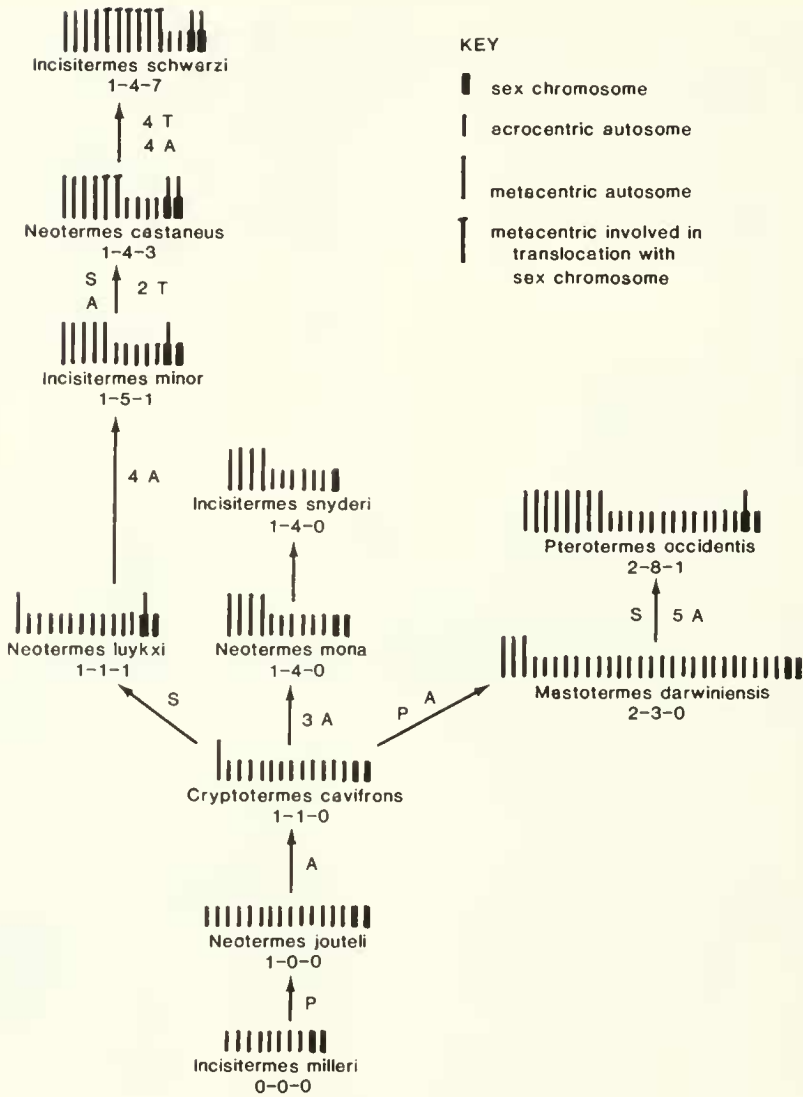 Incisitermes schwarzi
1-4-7
4 T
4 A
Neotermes castaneus
1-4-3
S
A
2 T
Incisitermes minor
1-5-1
4 A
Incisitermes snyderi
1-4-0
Neotermes luykxi
1-1-1
Neotermes mona
1-4-0
Pterotermes occidentis
2-8-1
S
5 A
Mastotermes darwiniensis
2-3-0
S
3 A
P
A
Cryptotermes cavifrons
1-1-0
A
Neotermes jouteli
1-0-0
P
Incisitermes milleri
0-0-0
KEY
sex chromosome
acrocentric autosome
metacentric autosome
metacentric involved in
translocation with
sex chromosome